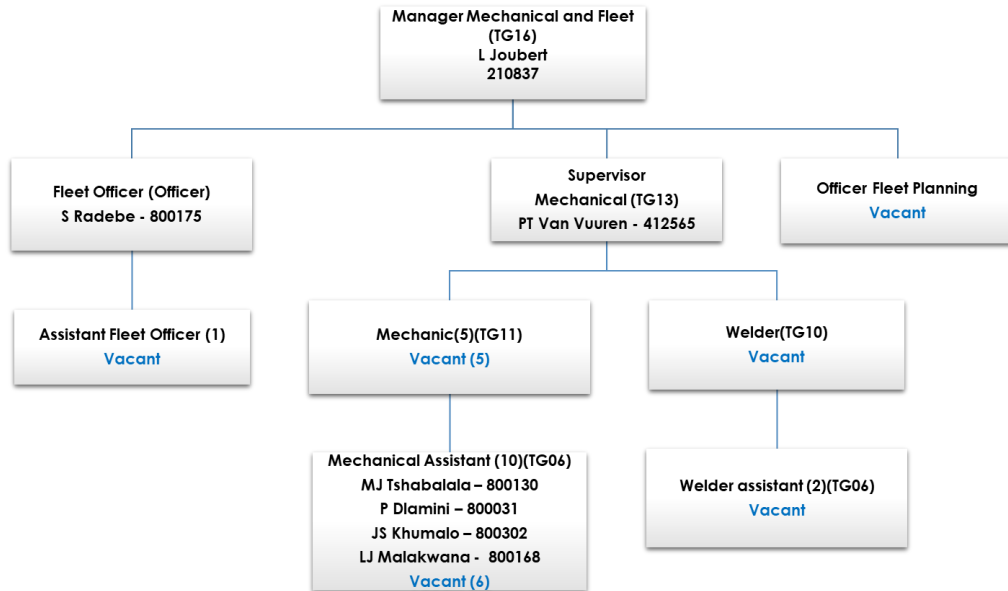 Manager Mechanical and Fleet
(TG16)
L Joubert
210837
Fleet Officer (Officer)
S Radebe - 800175
Supervisor
Mechanical (TG13)
PT Van Vuuren - 412565
Officer Fleet Planning
Vacant
Assistant Fleet Officer (1)
Vacant
Mechanic(5)(TG11)
Vacant (5)
Welder(TG10)
Vacant
Mechanical Assistant (10)(TG06)
MJ Tshabalala – 800130
P Dlamini – 800031
JS Khumalo – 800302
LJ Malakwana - 800168
Vacant (6)
Welder assistant (2)(TG06)
Vacant